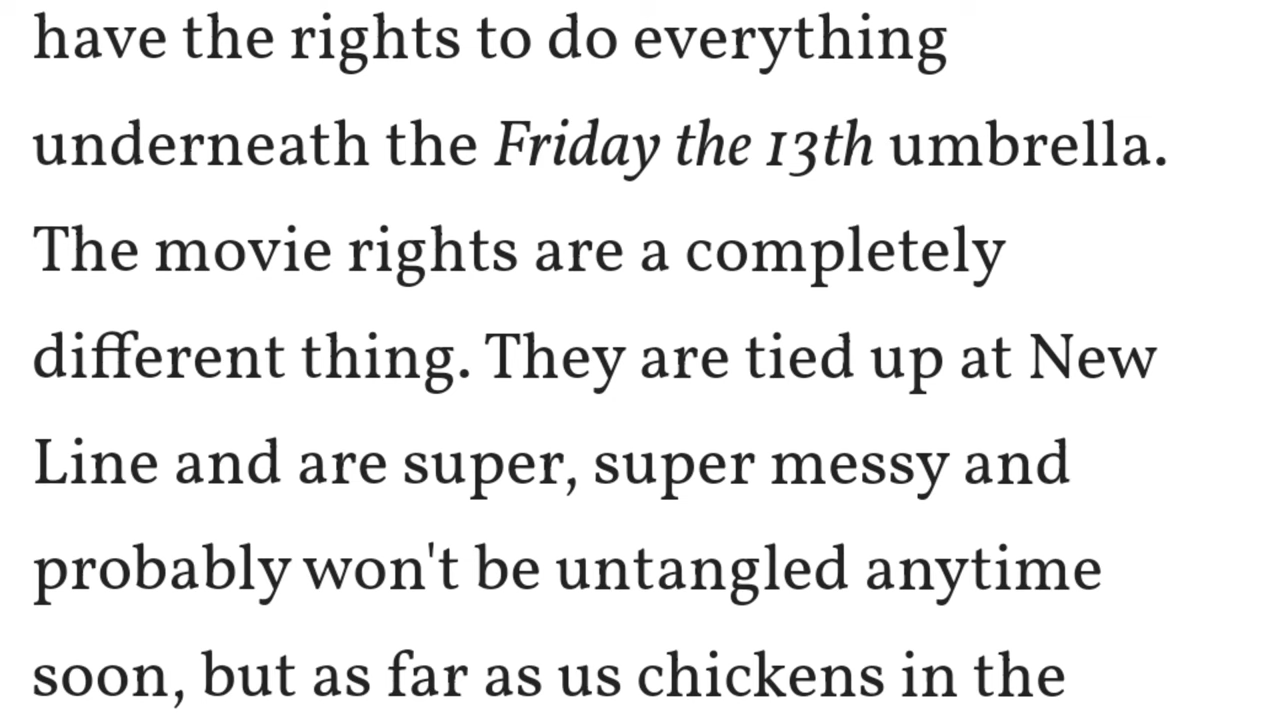 have the rights to do everything
underneath the Friday the 13th umbrella.
The movie rights are a completely
different thing. They are tied up at New
Line and are super, super messy and
probably won't be untangled anytime
soon, but as far as us chickens in the